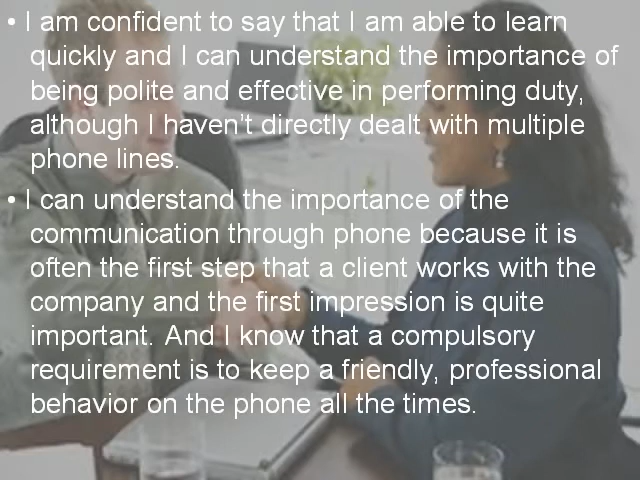 • I am confident to say that I am able to learn
quickly and I can understand the importance of
being polite and effective in performing duty,
although I haven't directly dealt with multiple
phone lines.
• I can understand the importance of the
communication through phone because it is
often the first step that a client works with the
company and the first impression is quite
important. And I know that a compulsory
requirement is to keep a friendly, professional
behavior on the phone all the times.